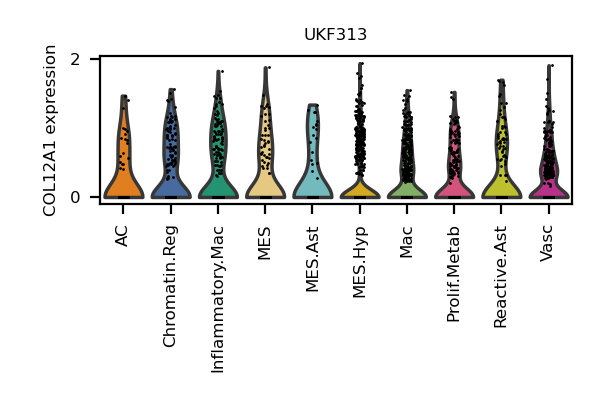 UKF313
COL12A1 expression
2
0
AC
Chromatin.Reg
Inflammatory.Mac
MES
MES.Ast
MES.Hyp
Mac
Prolif.Metab
Reactive.Ast
Vasc